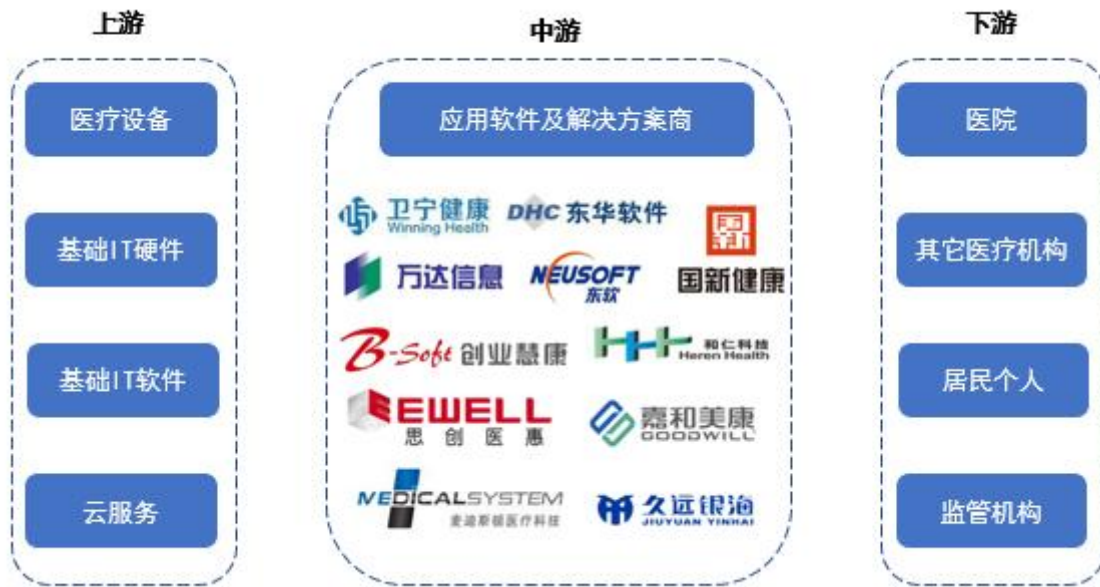 上游
医疗设备
基础IT硬件
基础IT软件
云服务
中游
应用软件及解决方案商
卫宁健康
Winning Health
DHC 东华软件
万达信息
NEUSOFT
东软
国新健康
B-Soft 创业慧康
和仁科技
Heren Health
EWELL
思创医惠
嘉和美康
GOODWILL
MEDICALSYSTEM
麦迪斯顿医疗科技
久远银海
JIUYUAN YINHAI
下游
医院
其它医疗机构
居民个人
监管机构